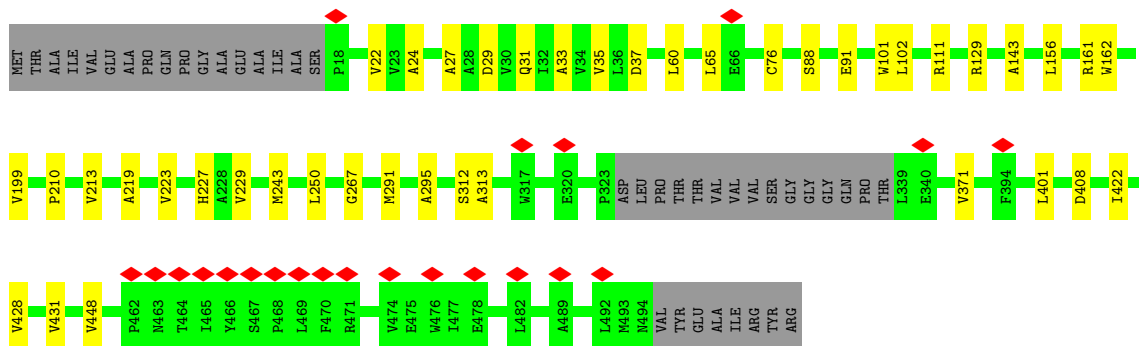 MET THR ALA ILE VAL GLU ALA PRO GLN PRO GLY ALA GLU ALA ILE ALA SER P18 V22 V23 A24 A27 A28 D29 V30 Q31 I32 A33 V34 V35 L36 D37 L60 L65 E66 C76 S88 E91 W101 L102 R111 R129 A143 L156 R161 W162
V199 P210 V213 A219 V223 H227 A228 V229 M243 L250 G267 M291 A295 S312 A313 W317 E320 P323 ASP LEU PRO THR THR VAL VAL VAL SER GLY GLY GLY GLN PRO THR L339 E340 V371 F394 L401 D408 I422
V428 V431 V448 P462 N463 T464 I465 Y466 S467 P468 L469 F470 R471 V474 E475 W476 I477 E478 L482 A489 L492 M493 N494 VAL TYR GLU ALA ILE ARG TYR ARG